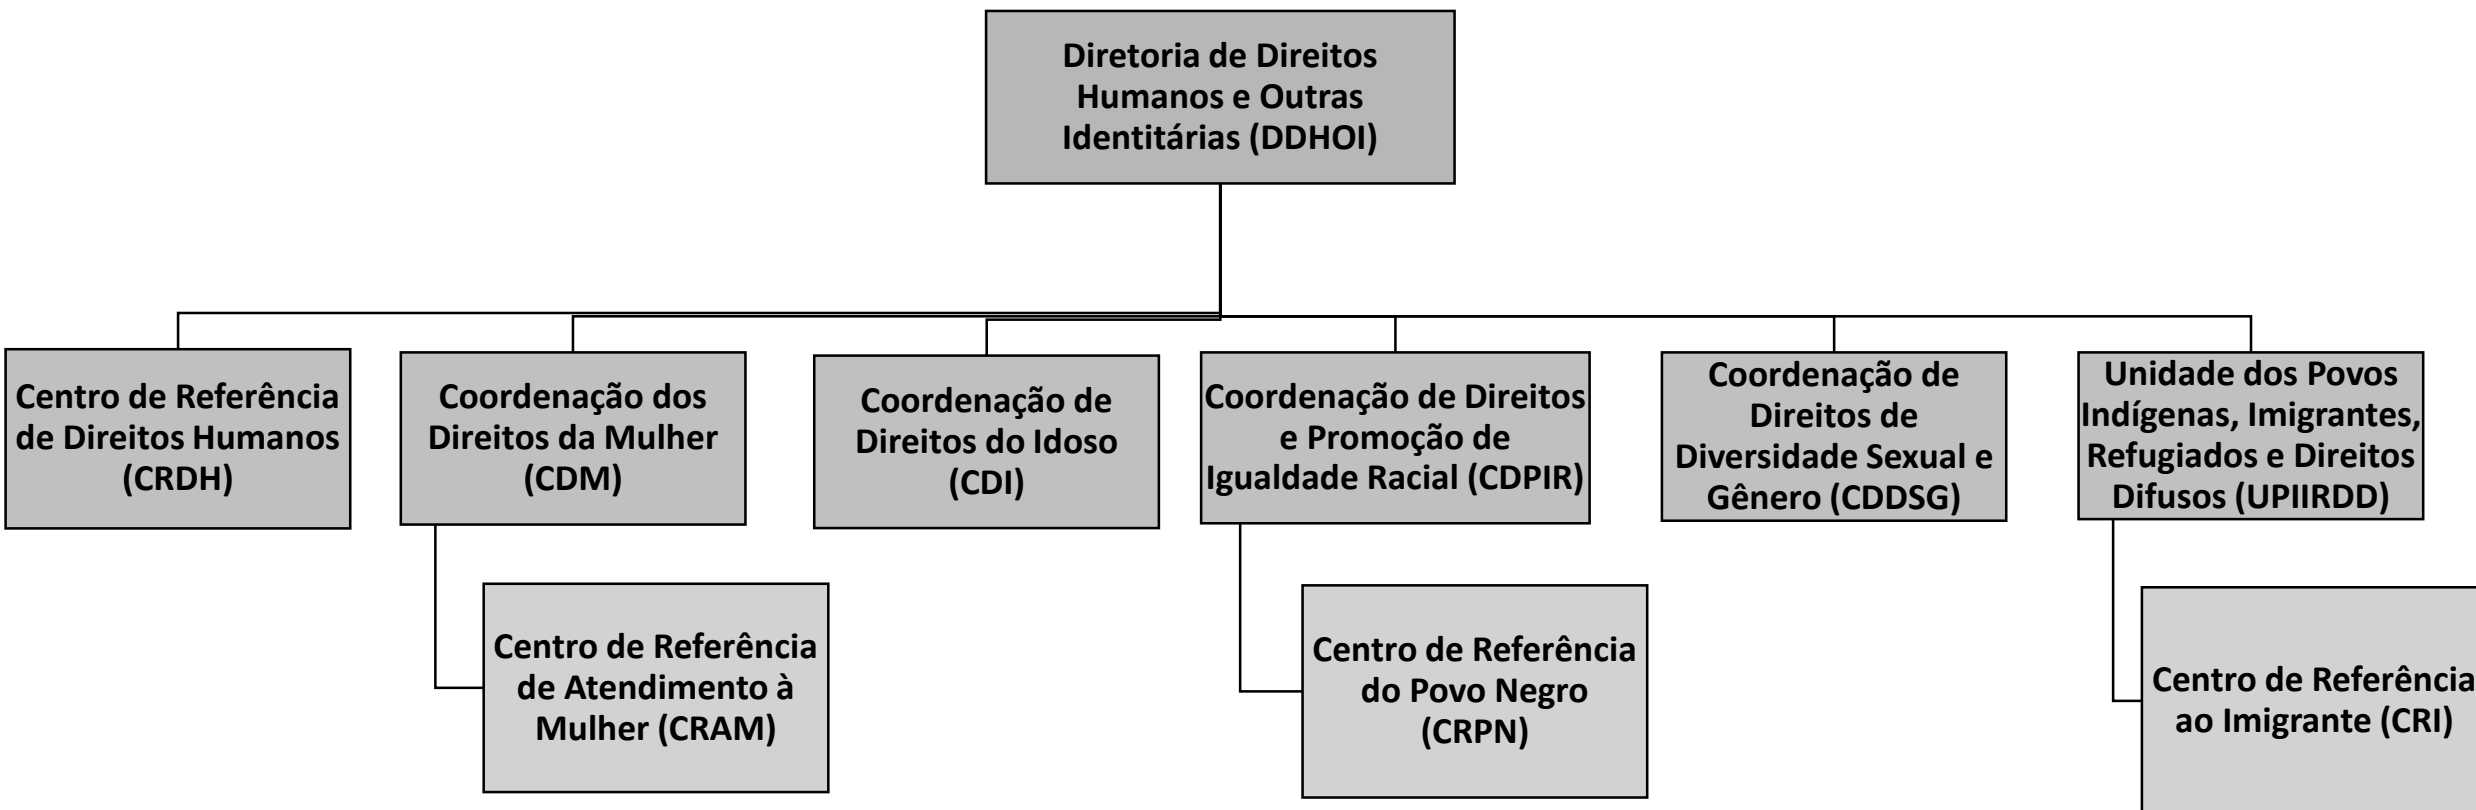 Diretoria de Direitos
Humanos e Outras
Identitárias (DDHOI)
Centro de Referência
de Direitos Humanos
(CRDH)
Coordenação dos
Direitos da Mulher
(CDM)
Coordenação de
Direitos do Idoso
(CDI)
Coordenação de Direitos
e Promoção de
Igualdade Racial (CDPIR)
Coordenação de
Direitos de
Diversidade Sexual e
Gênero (CDDSG)
Unidade dos Povos
Indígenas, Imigrantes,
Refugiados e Direitos
Difusos (UPIIRDD)
Centro de Referência
de Atendimento à
Mulher (CRAM)
Centro de Referência
do Povo Negro
(CRPN)
Centro de Referência
ao Imigrante (CRI)